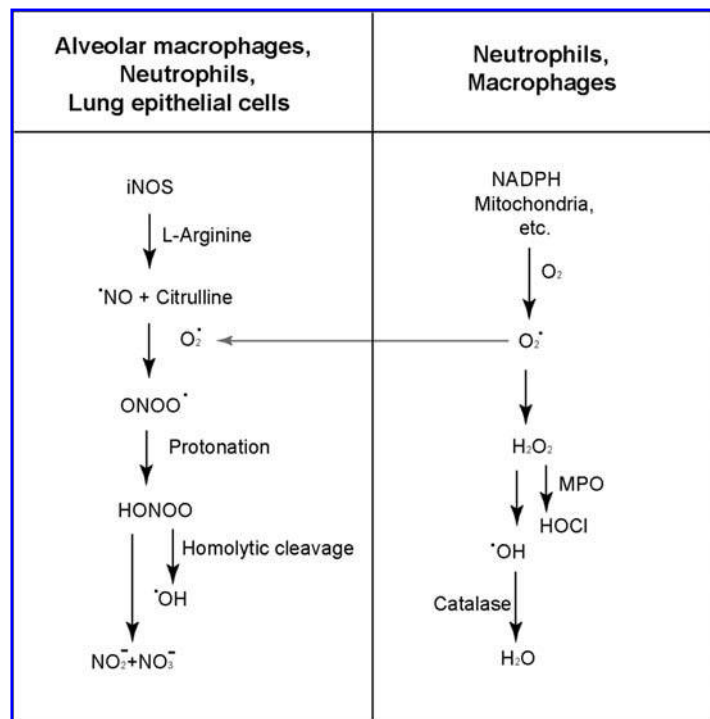 Alveolar macrophages,
Neutrophils,
Lung epithelial cells
iNOS
L-Arginine
˙NO + Citrulline
O₂˙
ONOO˙
Protonation
HONOO
Homolytic cleavage
˙OH
NO₂⁻+NO₃⁻
Neutrophils,
Macrophages
NADPH
Mitochondria,
etc.
O₂
O₂˙
H₂O₂
MPO
HOCl
˙OH
Catalase
H₂O